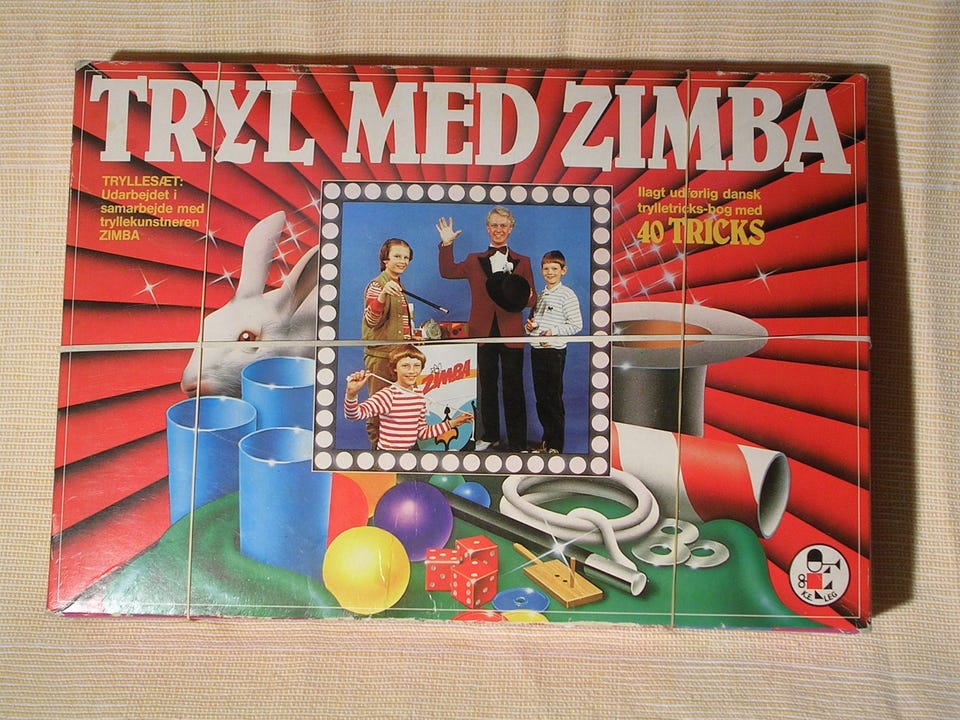 TRYL MED ZIMBA
TRYLLESÆT:
Udarbejdet i
samarbejde med
tryllekunstneren
ZIMBA
Ilagt udførlig dansk
trylletricks-bog med
40 TRICKS
ZIMBA
K.E. LEG